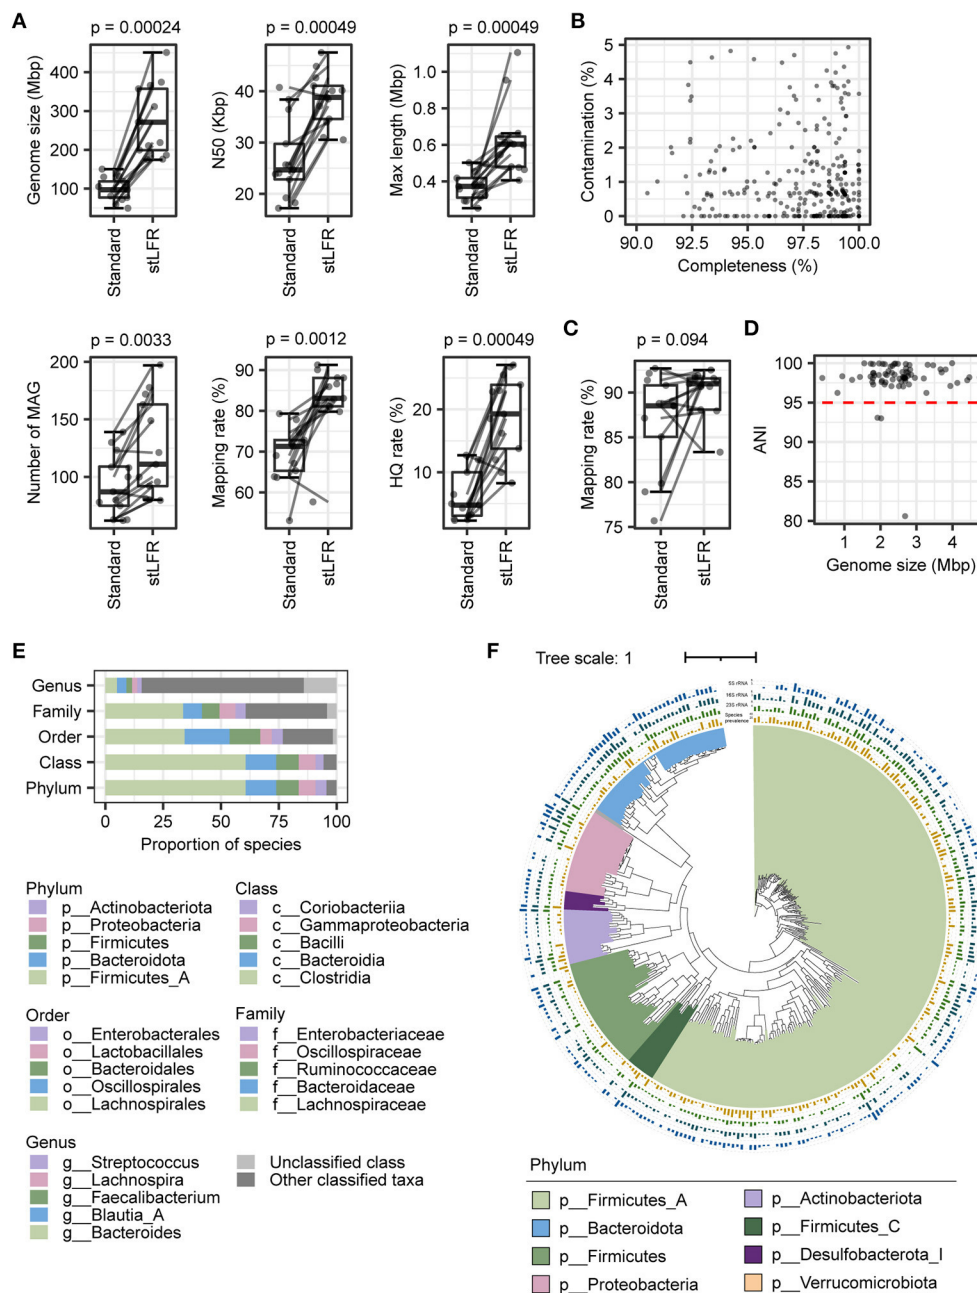 A
p = 0.00024
p = 0.00049
p = 0.00049
Genome size (Mbp)
400
300
200
100
Standard
stLFR
N50 (Kbp)
40
30
20
Standard
stLFR
Max length (Mbp)
1.0
0.8
0.6
0.4
Standard
stLFR
B
Contamination (%)
5
4
3
2
1
0
90.0
92.5
95.0
97.5
100.0
Completeness (%)
p = 0.0033
p = 0.0012
p = 0.00049
Number of MAG
200
150
100
Standard
stLFR
Mapping rate (%)
90
80
70
60
Standard
stLFR
HQ rate (%)
20
10
Standard
stLFR
C
p = 0.094
Mapping rate (%)
90
85
80
75
Standard
stLFR
D
ANI
100
95
90
85
80
1
2
3
4
Genome size (Mbp)
E
Genus
Family
Order
Class
Phylum
0
25
50
75
100
Proportion of species
Phylum
p__Actinobacteriota
p__Proteobacteria
p__Firmicutes
p__Bacteroidota
p__Firmicutes_A
Class
c__Coriobacteriia
c__Gammaproteobacteria
c__Bacilli
c__Bacteroidia
c__Clostridia
Order
o__Enterobacterales
o__Lactobacillales
o__Bacteroidales
o__Oscillospirales
o__Lachnospirales
Family
f__Enterobacteriaceae
f__Oscillospiraceae
f__Ruminococcaceae
f__Bacteroidaceae
f__Lachnospiraceae
Genus
g__Streptococcus
g__Lachnospira
g__Faecalibacterium
g__Blautia_A
g__Bacteroides
Unclassified class
Other classified taxa
F
Tree scale: 1
5S rRNA
16S rRNA
23S rRNA
Species
prevalence
Phylum
p__Firmicutes_A
p__Bacteroidota
p__Firmicutes
p__Proteobacteria
p__Actinobacteriota
p__Firmicutes_C
p__Desulfobacterota_I
p__Verrucomicrobiota